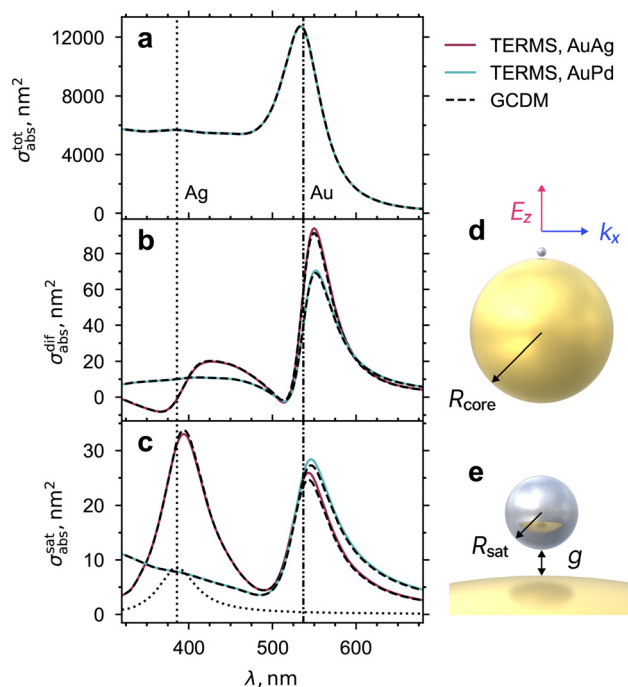 a
12000
8000
4000
0
σ_abs^tot, nm²
Ag
Au
b
80
60
40
20
0
σ_abs^dif, nm²
c
30
20
10
0
σ_abs^sat, nm²
400 500 600
λ, nm
TERMS, AuAg
TERMS, AuPd
GCDM
E_z
d
k_x
R_core
e
R_sat
g